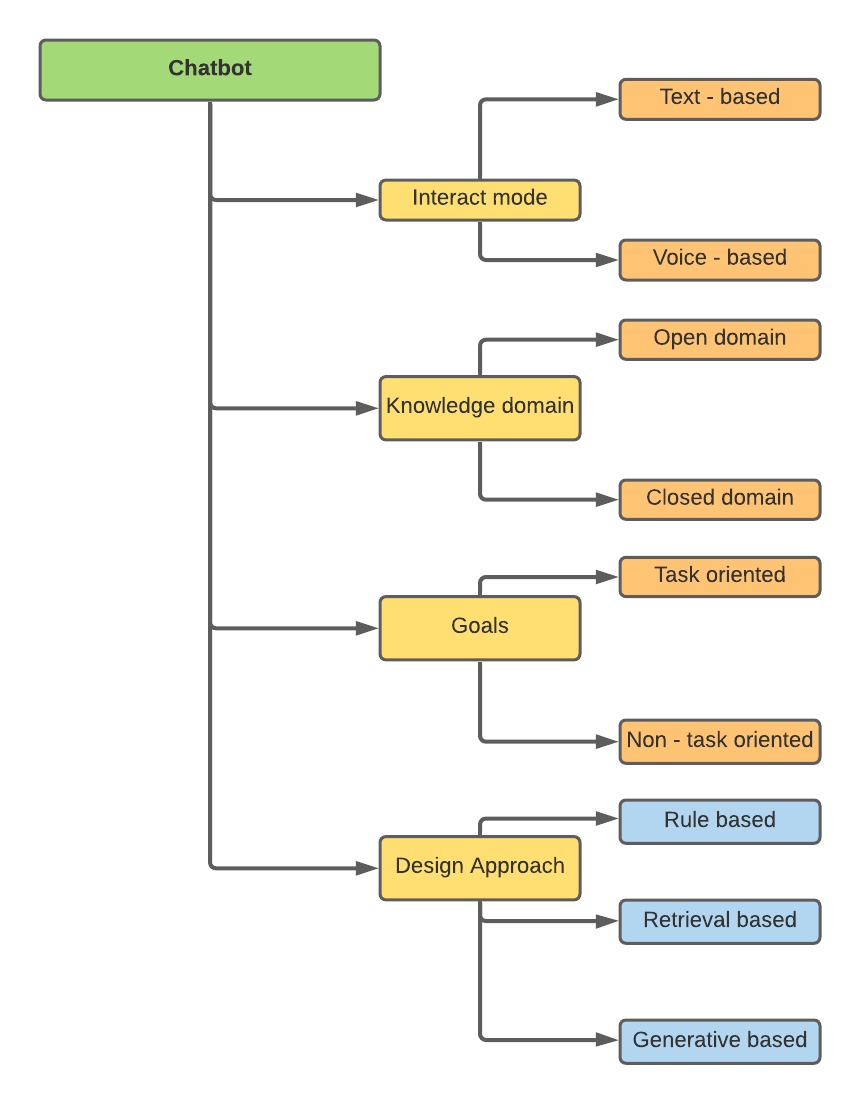 Chatbot
Text - based
Interact mode
Voice - based
Open domain
Knowledge domain
Closed domain
Task oriented
Goals
Non - task oriented
Rule based
Design Approach
Retrieval based
Generative based